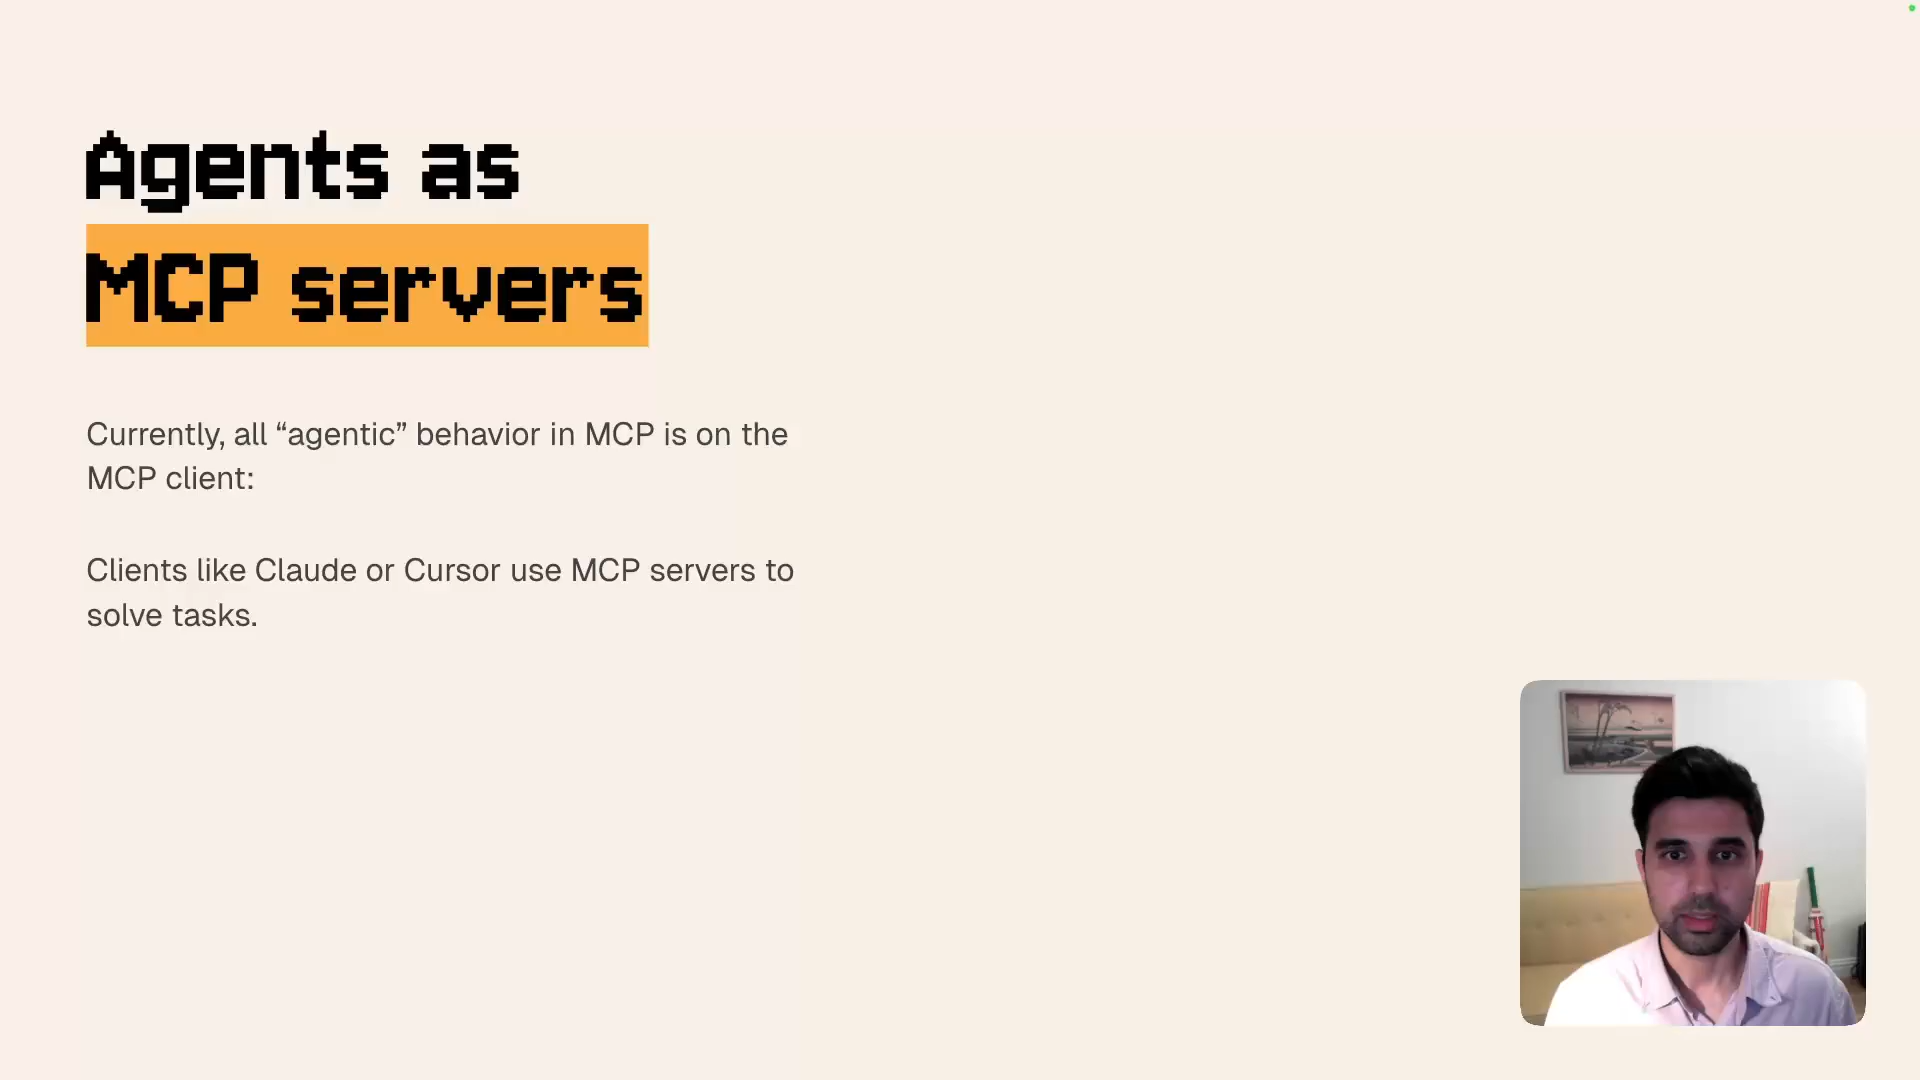 Agents as
MCP servers
Currently, all “agentic” behavior in MCP is on the
MCP client:
Clients like Claude or Cursor use MCP servers to
solve tasks.